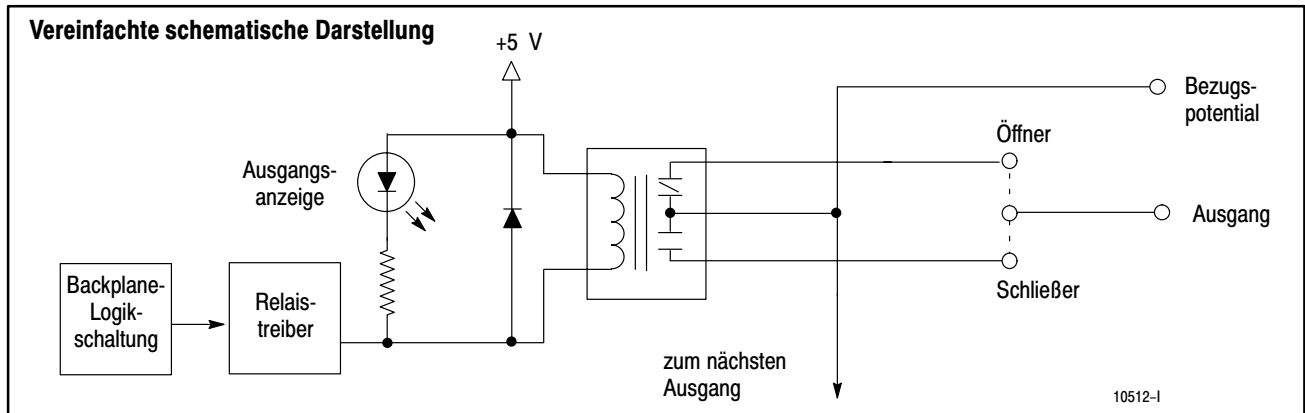 Vereinfachte schematische Darstellung
+5 V
Bezugs-
potential
Öffner
Ausgangs-
anzeige
Ausgang
Backplane-
Logik-
schaltung
Relais-
treiber
Schließer
zum nächsten
Ausgang
10512-I